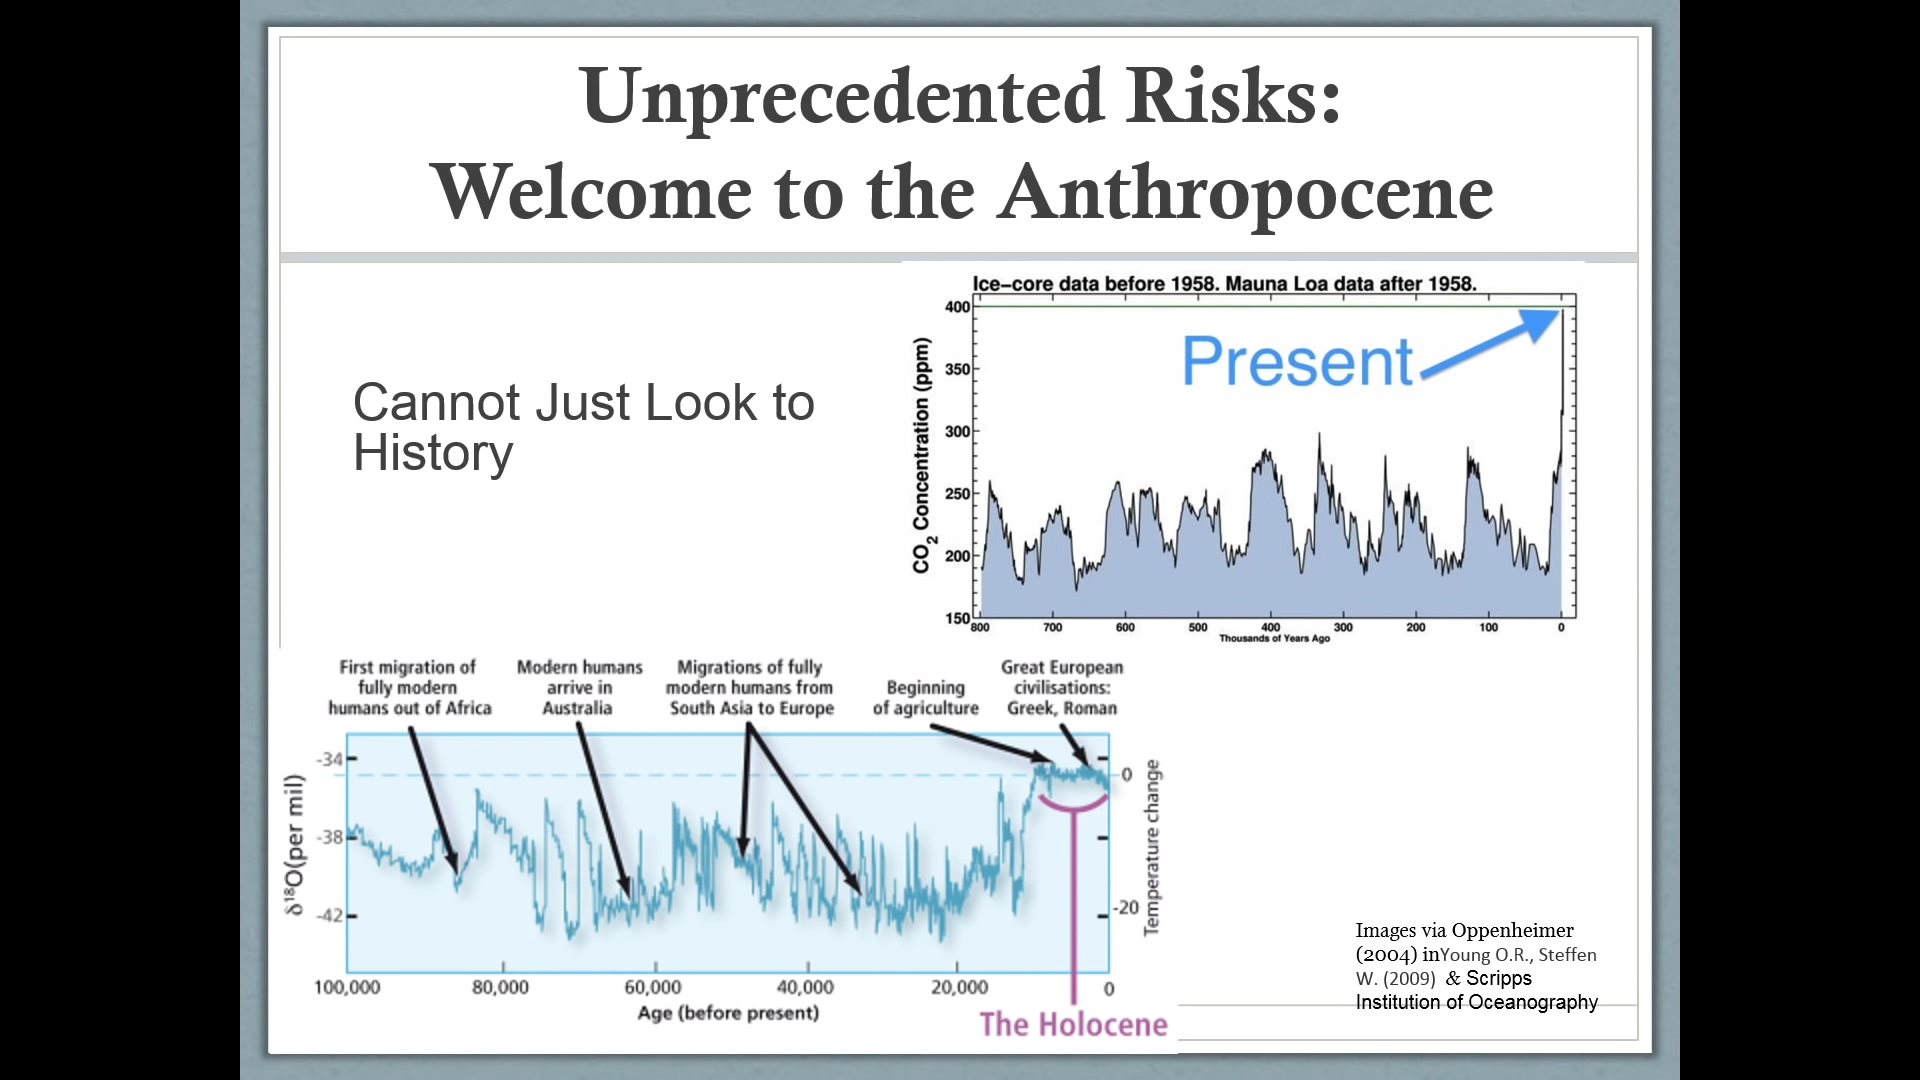 Unprecedented Risks:
Welcome to the Anthropocene
Cannot Just Look to
History
Ice–core data before 1958. Mauna Loa data after 1958.
CO2 Concentration (ppm)
400
350
300
250
200
150
Present
800 700 600 500 400 300 200 100 0
Thousands of Years Ago
First migration of
fully modern
humans out of Africa
Modern humans
arrive in
Australia
Migrations of fully
modern humans from
South Asia to Europe
Beginning
of agriculture
Great European
civilisations:
Greek, Roman
δ18O(per mil)
-34
-38
-42
0
-20
Temperature change
100,000 80,000 60,000 40,000 20,000 0
Age (before present)
The Holocene
Images via Oppenheimer
(2004) inYoung O.R., Steffen
W. (2009) & Scripps
Institution of Oceanography